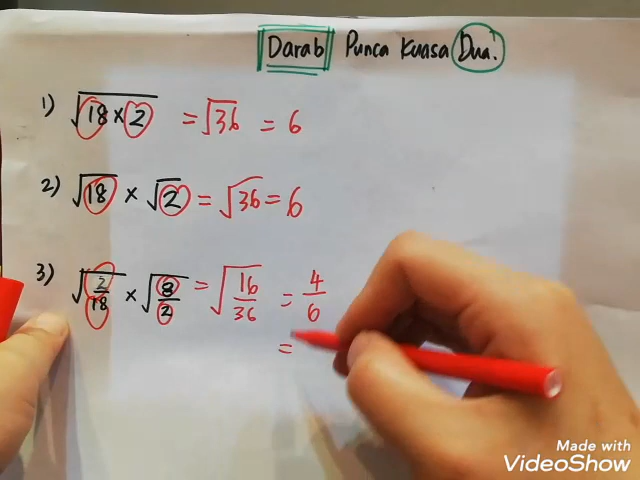 Darab Punca Kuasa Dua.
1) √18 × 2 = √36 = 6
2) √18 × √2 = √36 = 6
3) √2/18 × √8/2 = √16/36 = 4/6
=
Made with
VideoShow